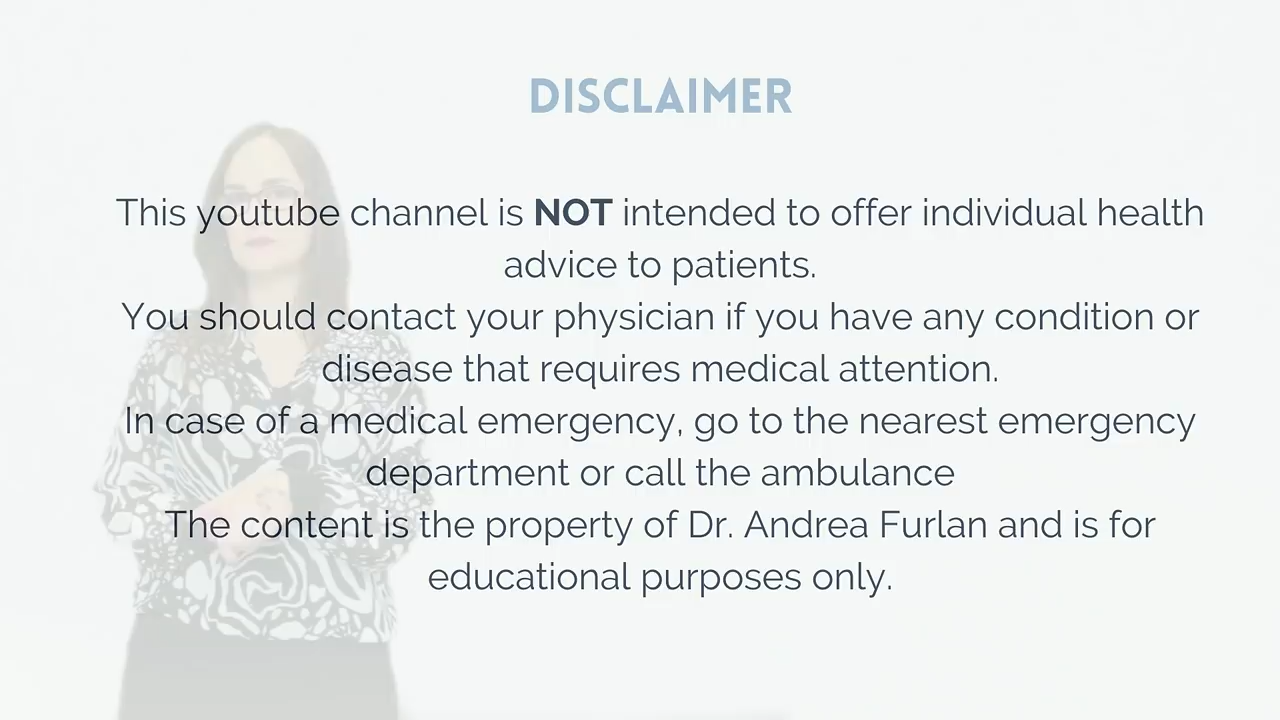 DISCLAIMER
This youtube channel is NOT intended to offer individual health
advice to patients.
You should contact your physician if you have any condition or
disease that requires medical attention.
In case of a medical emergency, go to the nearest emergency
department or call the ambulance
The content is the property of Dr. Andrea Furlan and is for
educational purposes only.